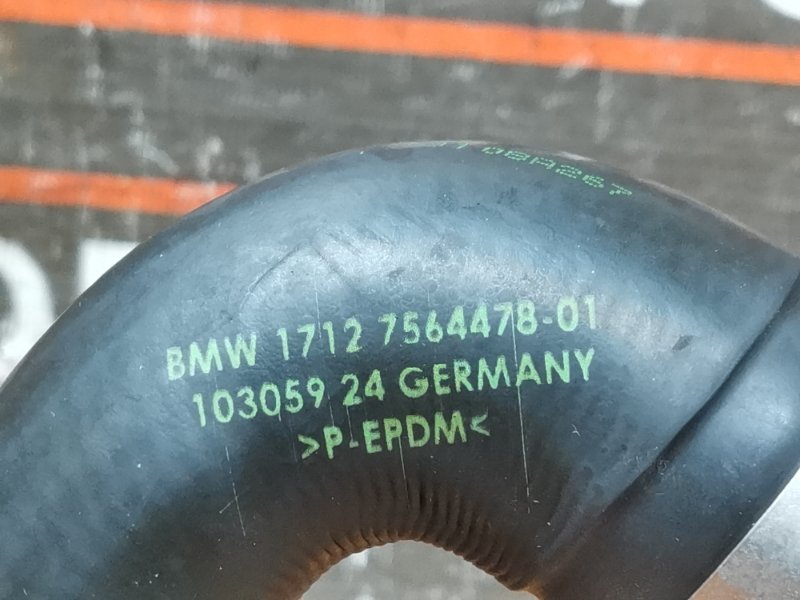 BMW 1712 7564478-01
103059 24 GERMANY
>P-EPDM<